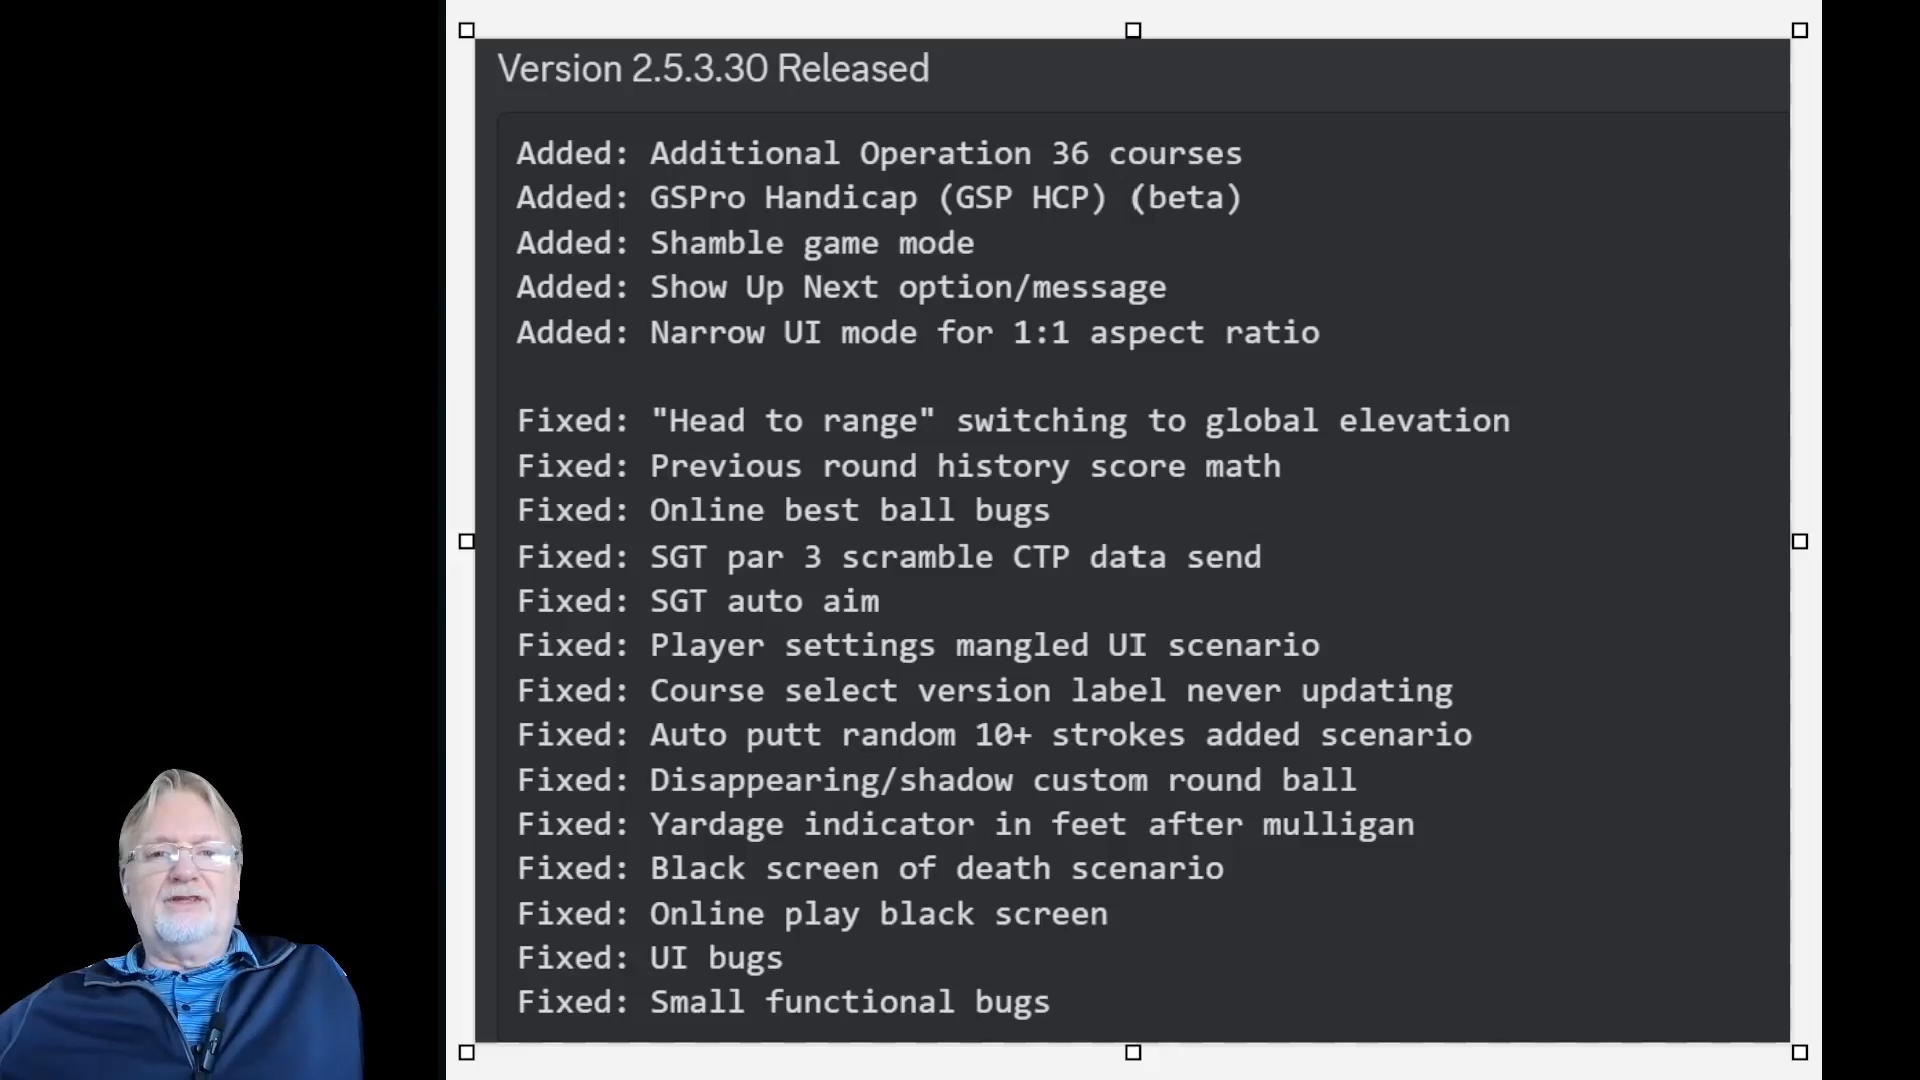 Version 2.5.3.30 Released
Added: Additional Operation 36 courses
Added: GSPro Handicap (GSP HCP) (beta)
Added: Shamble game mode
Added: Show Up Next option/message
Added: Narrow UI mode for 1:1 aspect ratio
Fixed: "Head to range" switching to global elevation
Fixed: Previous round history score math
Fixed: Online best ball bugs
Fixed: SGT par 3 scramble CTP data send
Fixed: SGT auto aim
Fixed: Player settings mangled UI scenario
Fixed: Course select version label never updating
Fixed: Auto putt random 10+ strokes added scenario
Fixed: Disappearing/shadow custom round ball
Fixed: Yardage indicator in feet after mulligan
Fixed: Black screen of death scenario
Fixed: Online play black screen
Fixed: UI bugs
Fixed: Small functional bugs